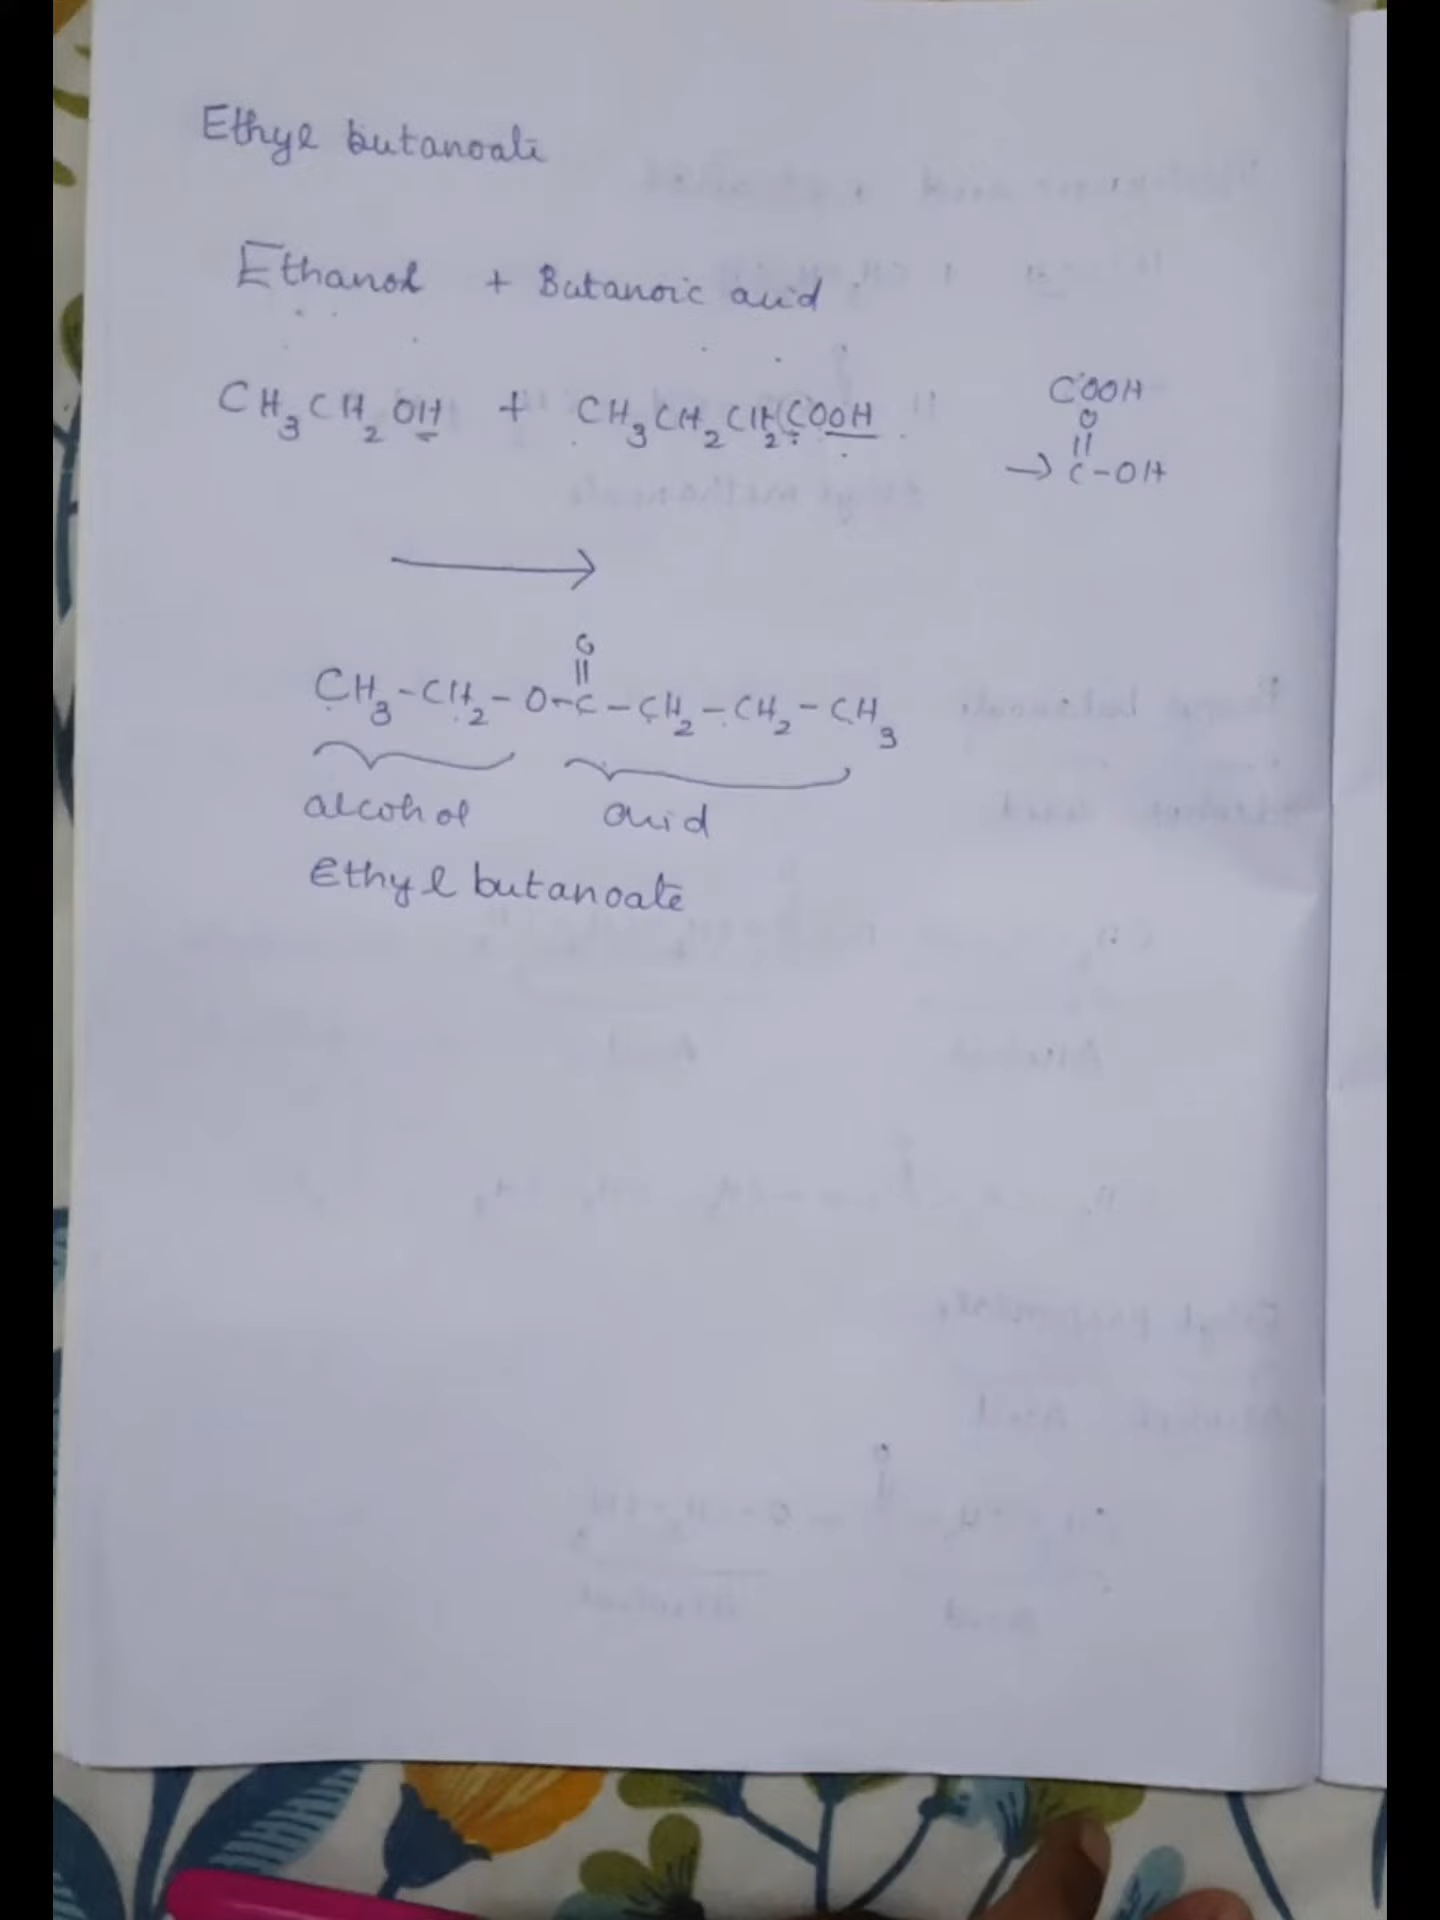 Ethyl butanoate
Ethanol + Butanoic acid
CH3CH2OH + CH3CH2CH2COOH
COOH
O
||
→ C-OH
→
O
||
CH3-CH2-O-C-CH2-CH2-CH3
alcohol acid
Ethyl butanoate